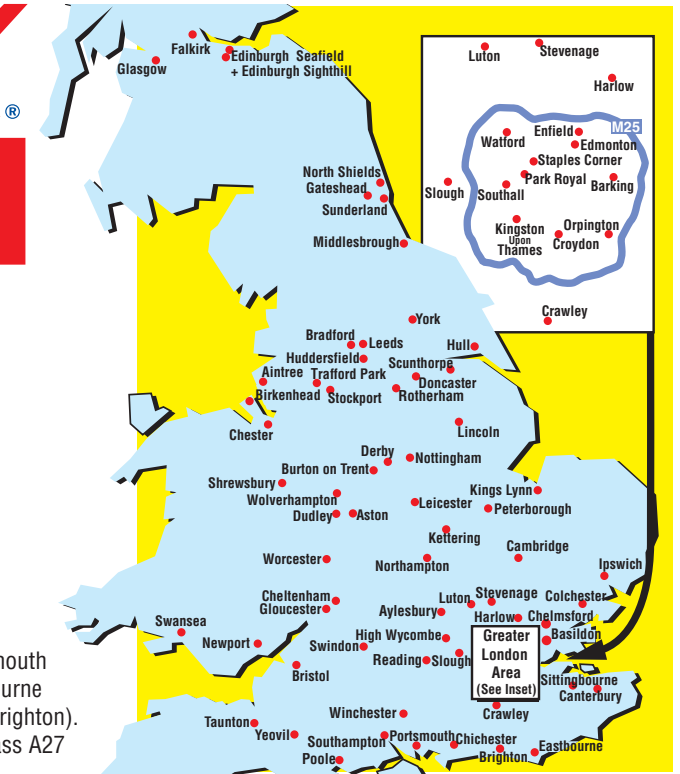 ®
Falkirk
Edinburgh Seafield
+ Edinburgh Sighthill
Glasgow
North Shields
Gateshead
Sunderland
Middlesbrough
York
Bradford
Leeds
Hull
Huddersfield
Scunthorpe
Aintree
Trafford Park
Doncaster
Birkenhead
Stockport
Rotherham
Chester
Lincoln
Derby
Nottingham
Burton on Trent
Shrewsbury
Kings Lynn
Wolverhampton
Leicester
Peterborough
Dudley
Aston
Kettering
Cambridge
Worcester
Northampton
Ipswich
Cheltenham
Gloucester
Luton
Stevenage
Colchester
Aylesbury
Harlow
Chelmsford
Swansea
Newport
High Wycombe
Basildon
Swindon
Reading
Slough
Greater
London
Area
(See Inset)
Bristol
Sittingbourne
Canterbury
Winchester
Crawley
Taunton
Yeovil
Southampton
Portsmouth
Chichester
Poole
Brighton
Eastbourne
Luton
Stevenage
Harlow
M25
Watford
Enfield
Edmonton
Staples Corner
Park Royal
Barking
Slough
Southall
Kingston
Upon
Thames
Orpington
Croydon
Crawley
mouth
urne
righton).
ass A27